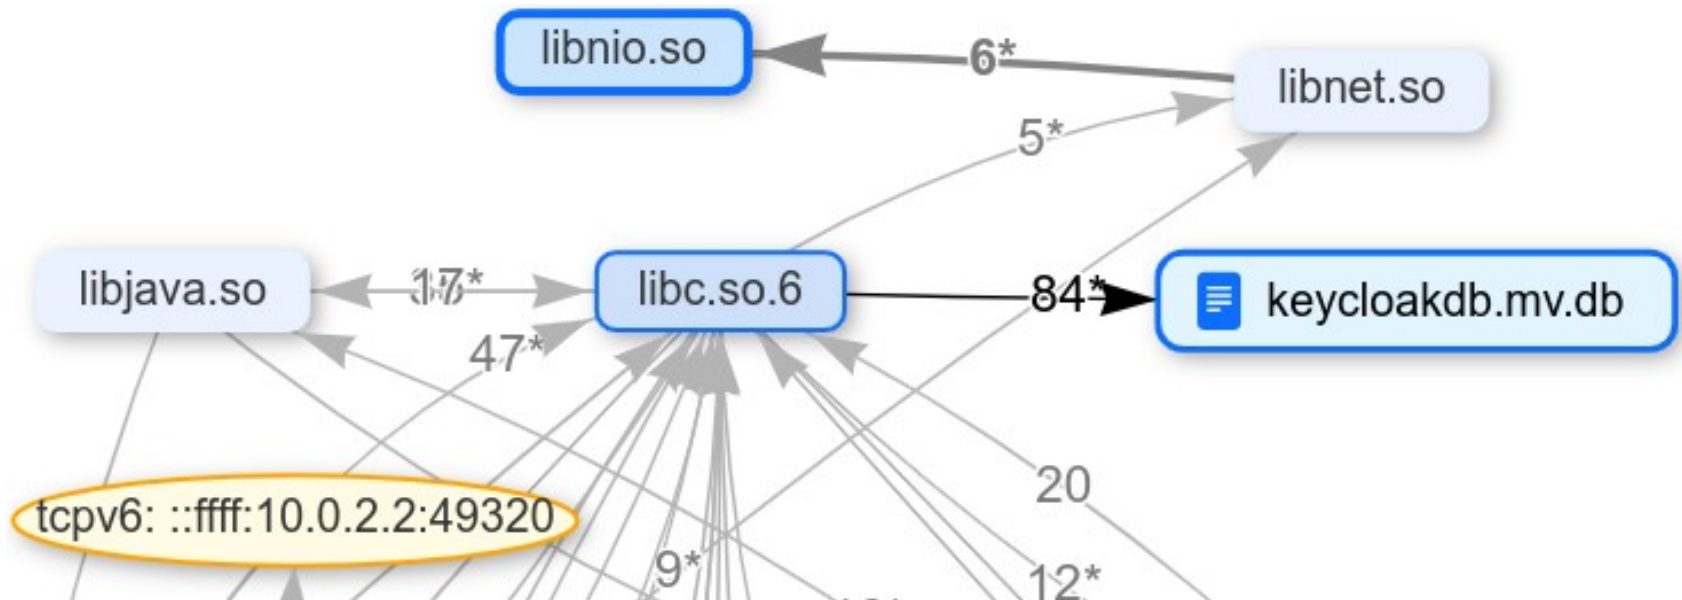 libnio.so
6*
libnet.so
5*
libjava.so
libc.so.6
84*
keycloakdb.mv.db
47*
tcpv6: ::ffff:10.0.2.2:49320
20
9*
12*